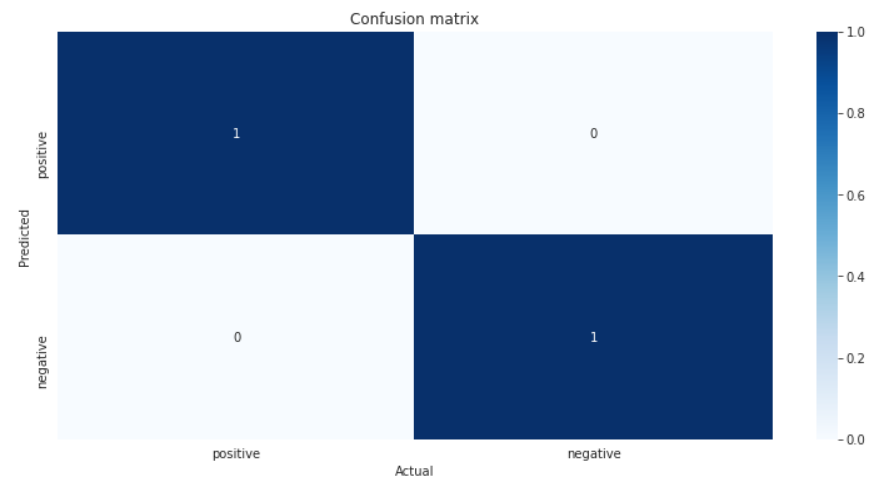 Confusion matrix
1.0
positive
1
0
0.8
0.6
Predicted
0.4
negative
0
1
0.2
0.0
positive
negative
Actual